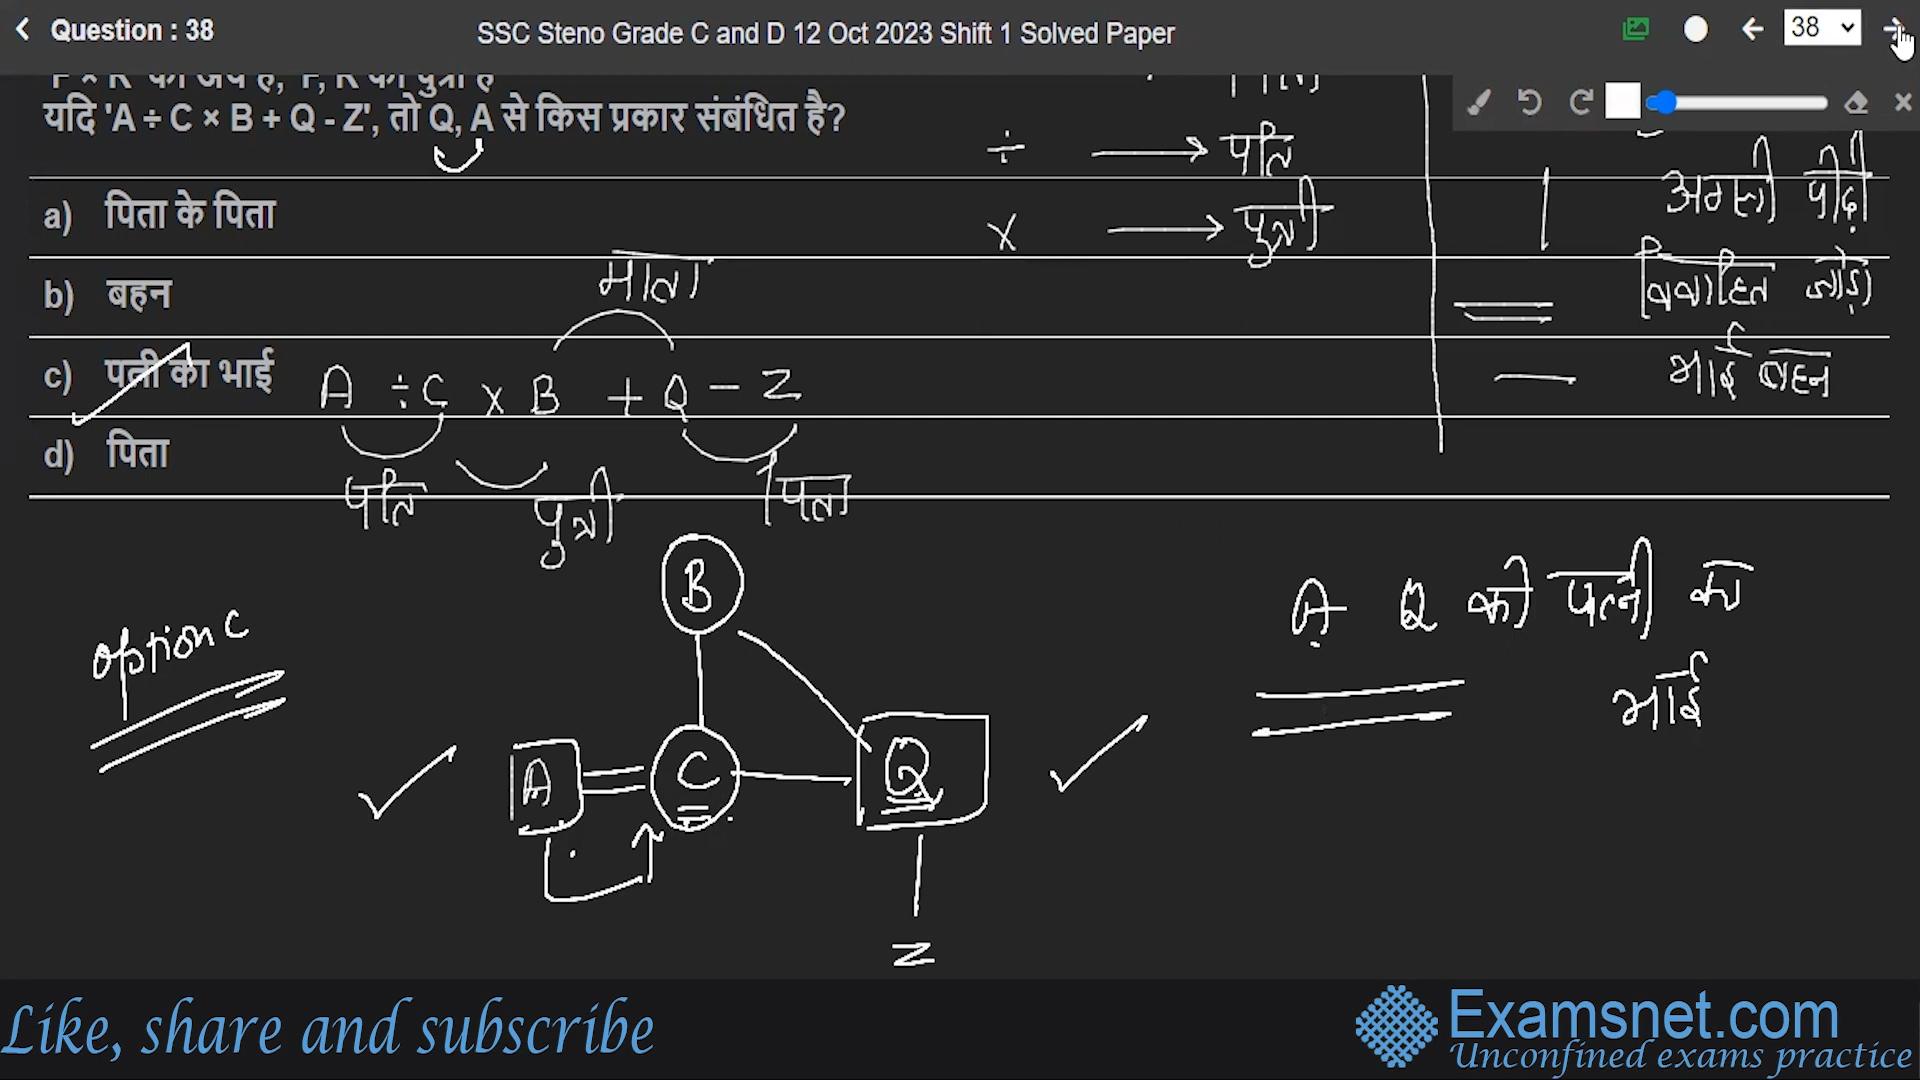 Question : 38
SSC Steno Grade C and D 12 Oct 2023 Shift 1 Solved Paper
38
यदि 'A ÷ C × B + Q - Z', तो Q, A से किस प्रकार संबंधित है?
÷ → पति
× → पुत्री
अगली पीढ़ी
विवाहित जोड़ा
भाई बहन
a) पिता के पिता
b) बहन
c) पत्नी का भाई
d) पिता
माता
A ÷ C × B + Q - Z
पति
पुत्री
पिता
option C
B
A
C
Q
Z
A Q की पत्नी का
भाई
Like, share and subscribe
Examsnet.com
Unconfined exams practice